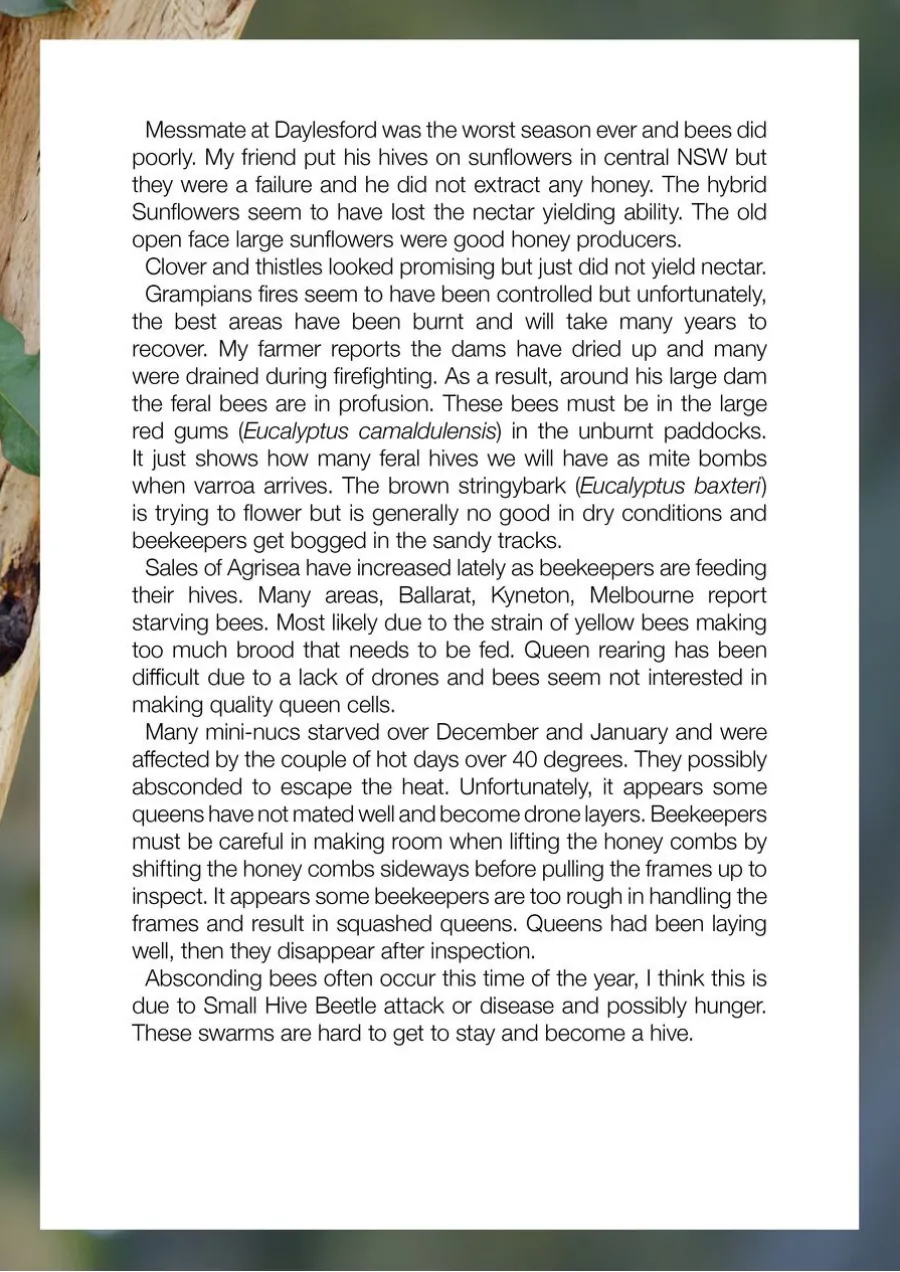 Messmate at Daylesford was the worst season ever and bees did
poorly. My friend put his hives on sunflowers in central NSW but
they were a failure and he did not extract any honey. The hybrid
Sunflowers seem to have lost the nectar yielding ability. The old
open face large sunflowers were good honey producers.
Clover and thistles looked promising but just did not yield nectar.
Grampians fires seem to have been controlled but unfortunately,
the best areas have been burnt and will take many years to
recover. My farmer reports the dams have dried up and many
were drained during firefighting. As a result, around his large dam
the feral bees are in profusion. These bees must be in the large
red gums (Eucalyptus camaldulensis) in the unburnt paddocks.
It just shows how many feral hives we will have as mite bombs
when varroa arrives. The brown stringybark (Eucalyptus baxteri)
is trying to flower but is generally no good in dry conditions and
beekeepers get bogged in the sandy tracks.
Sales of Agrisea have increased lately as beekeepers are feeding
their hives. Many areas, Ballarat, Kyneton, Melbourne report
starving bees. Most likely due to the strain of yellow bees making
too much brood that needs to be fed. Queen rearing has been
difficult due to a lack of drones and bees seem not interested in
making quality queen cells.
Many mini-nucs starved over December and January and were
affected by the couple of hot days over 40 degrees. They possibly
absconded to escape the heat. Unfortunately, it appears some
queens have not mated well and become drone layers. Beekeepers
must be careful in making room when lifting the honey combs by
shifting the honey combs sideways before pulling the frames up to
inspect. It appears some beekeepers are too rough in handling the
frames and result in squashed queens. Queens had been laying
well, then they disappear after inspection.
Absconding bees often occur this time of the year, I think this is
due to Small Hive Beetle attack or disease and possibly hunger.
These swarms are hard to get to stay and become a hive.